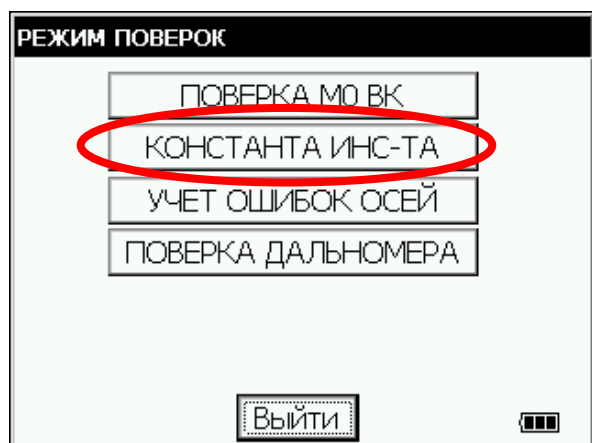 РЕЖИМ ПОВЕРОК
ПОВЕРКА М0 ВК
КОНСТАНТА ИНС-ТА
УЧЕТ ОШИБОК ОСЕЙ
ПОВЕРКА ДАЛЬНОМЕРА
Выйти